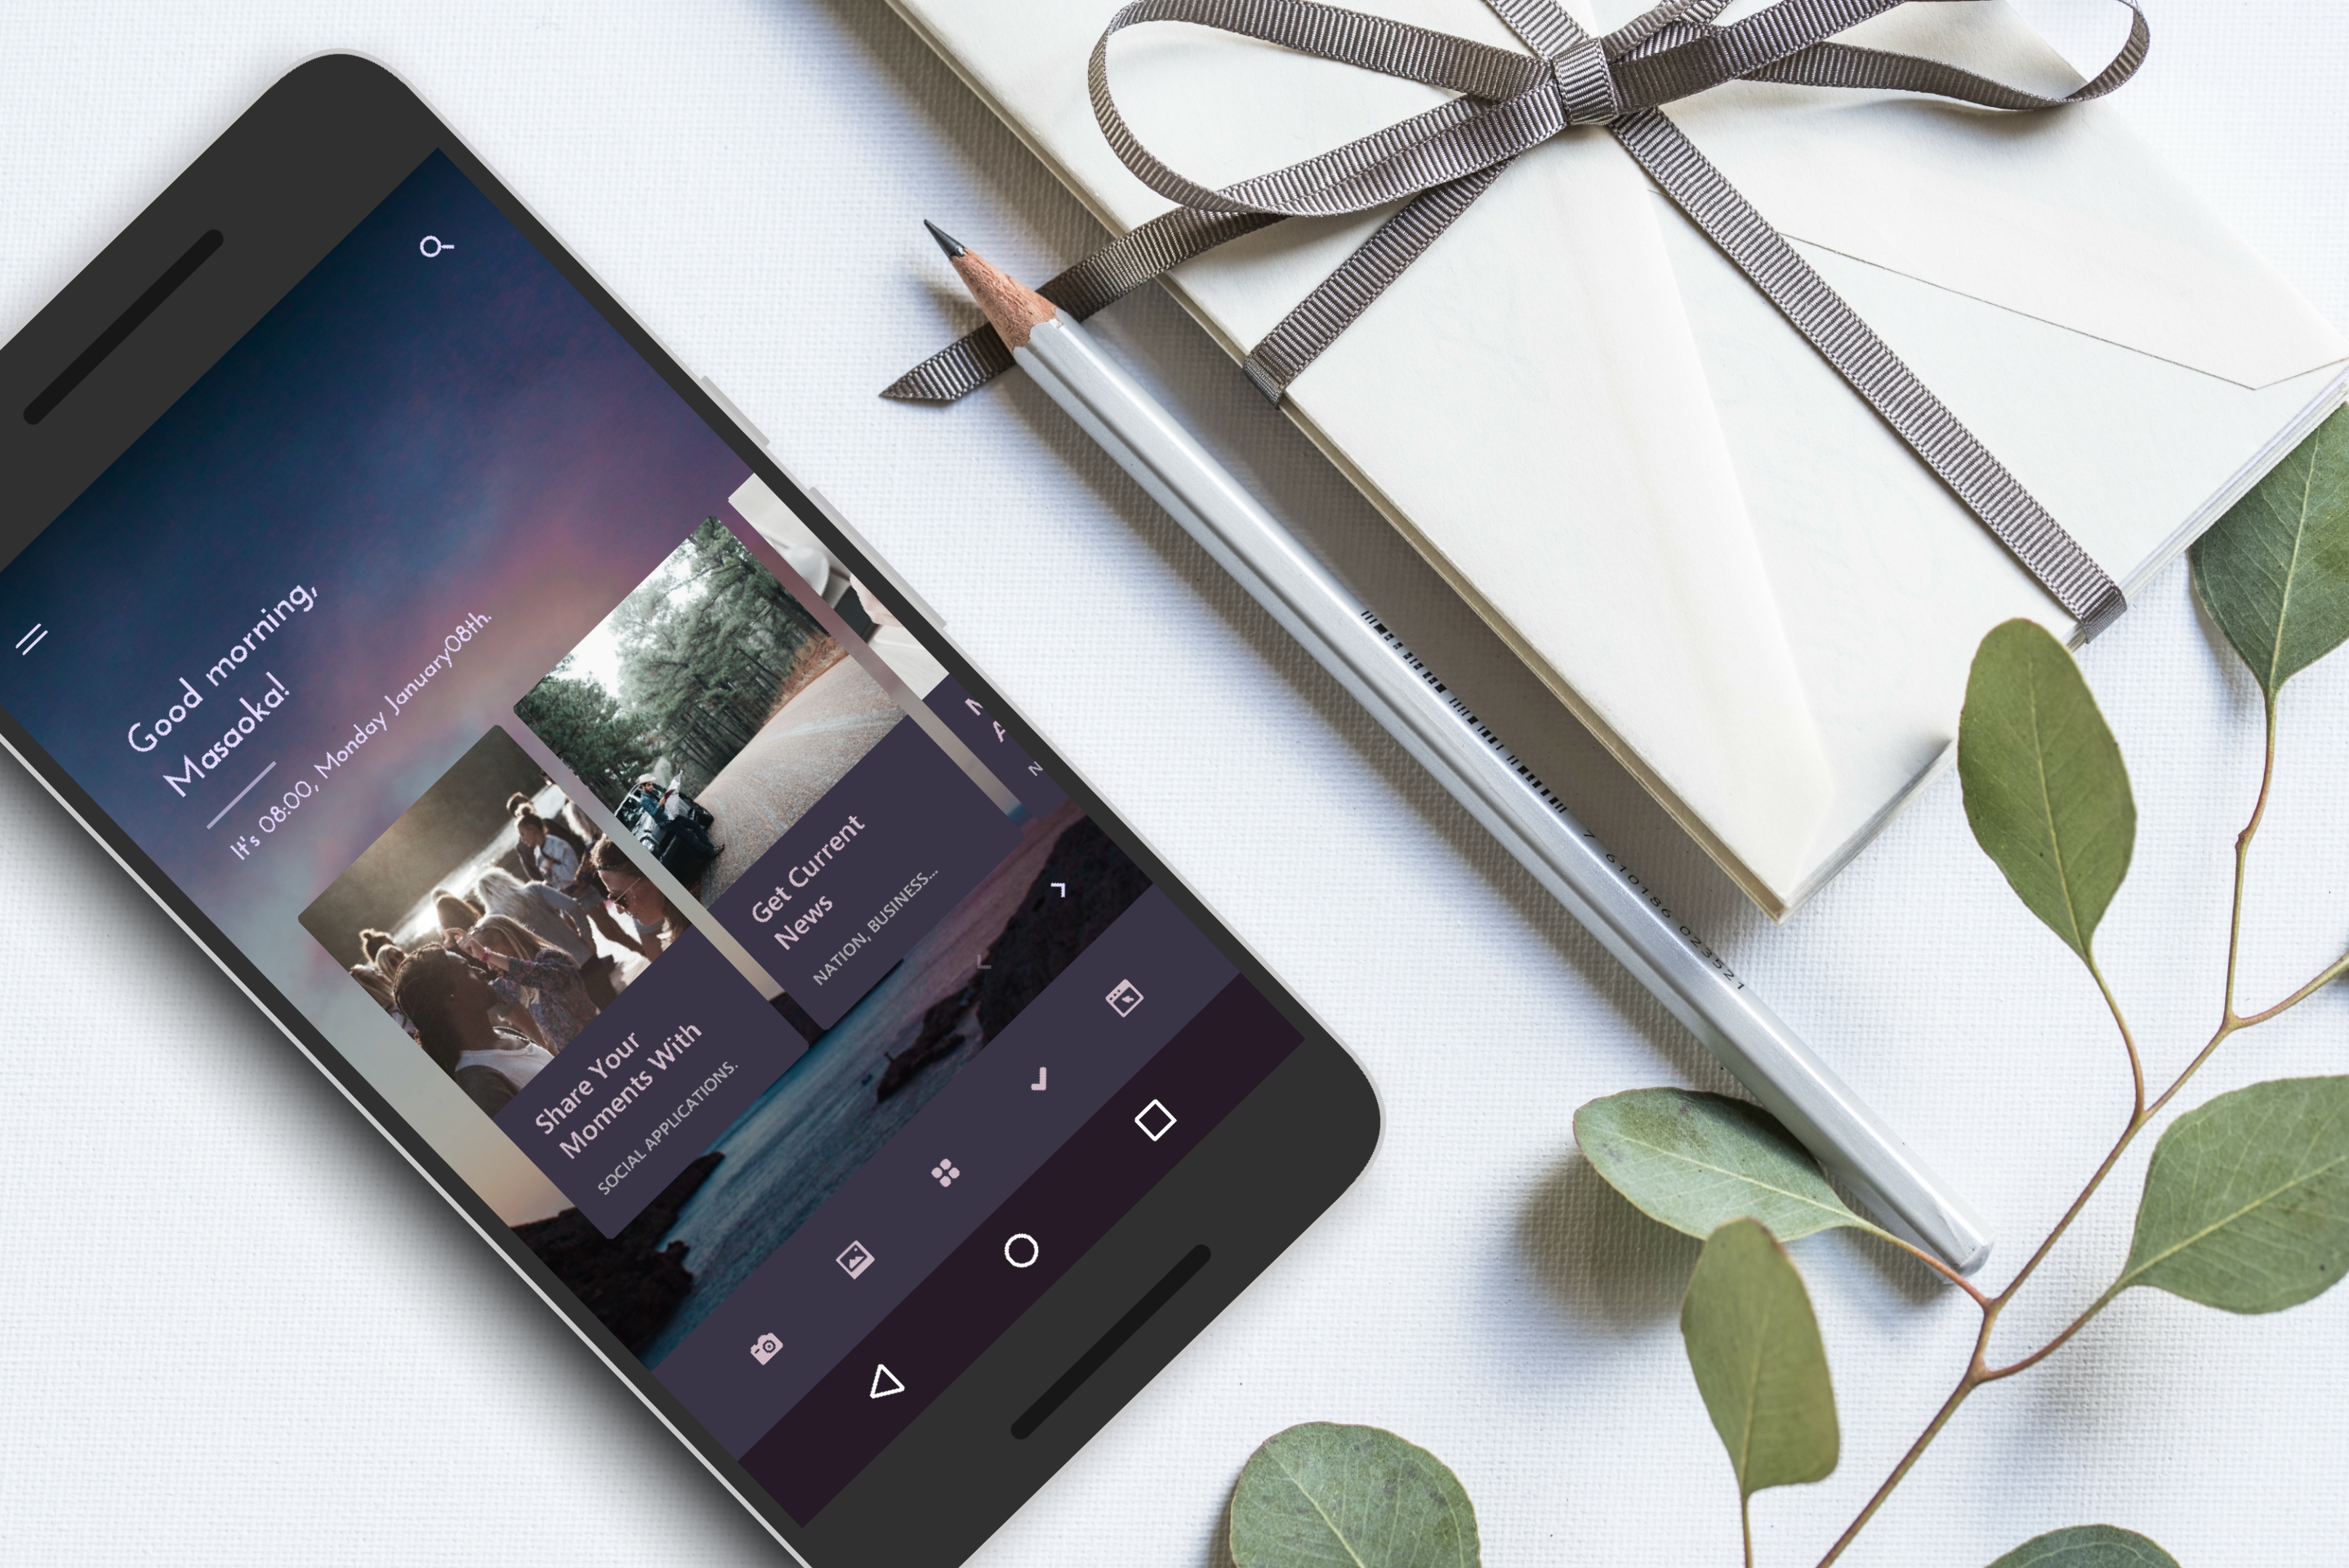 Good morning,
Masaoka!
It's 08:00, Monday January08th.
Share Your
Moments With
SOCIAL APPLICATIONS.
Get Current
News
NATION, BUSINESS...
N
A
N
7 610186 023521